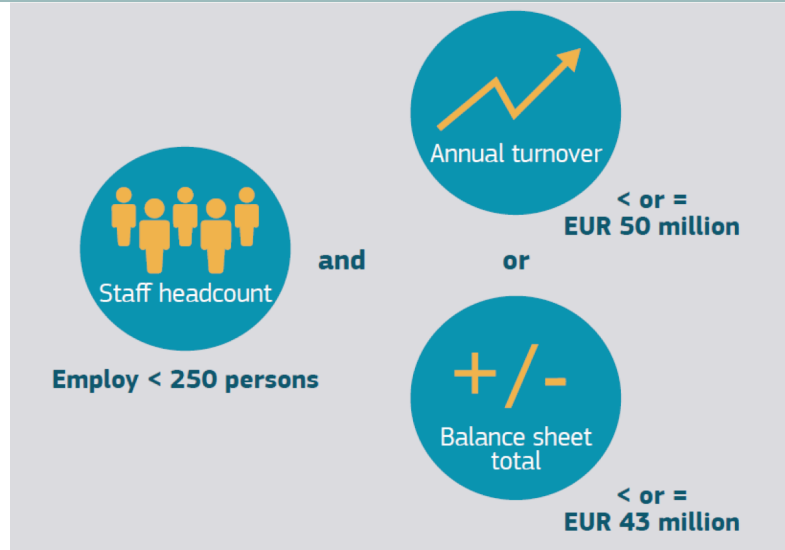 Staff headcount
Employ < 250 persons
and
Annual turnover
< or =
EUR 50 million
or
+/-
Balance sheet
total
< or =
EUR 43 million